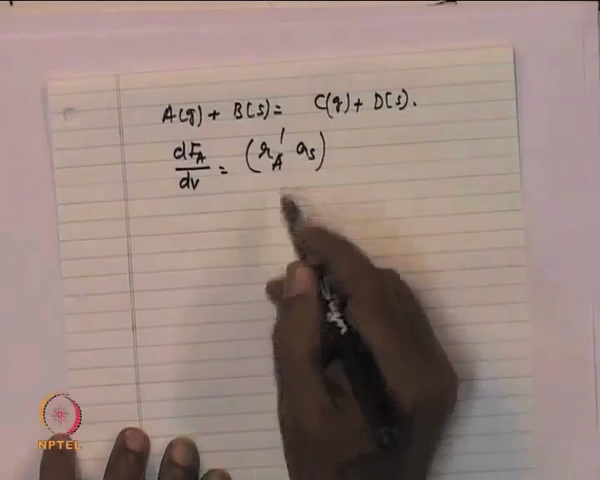 A(g) + B(s) = C(g) + D(s).
dF_A/dv = (r_A' a_s)
NPTEL